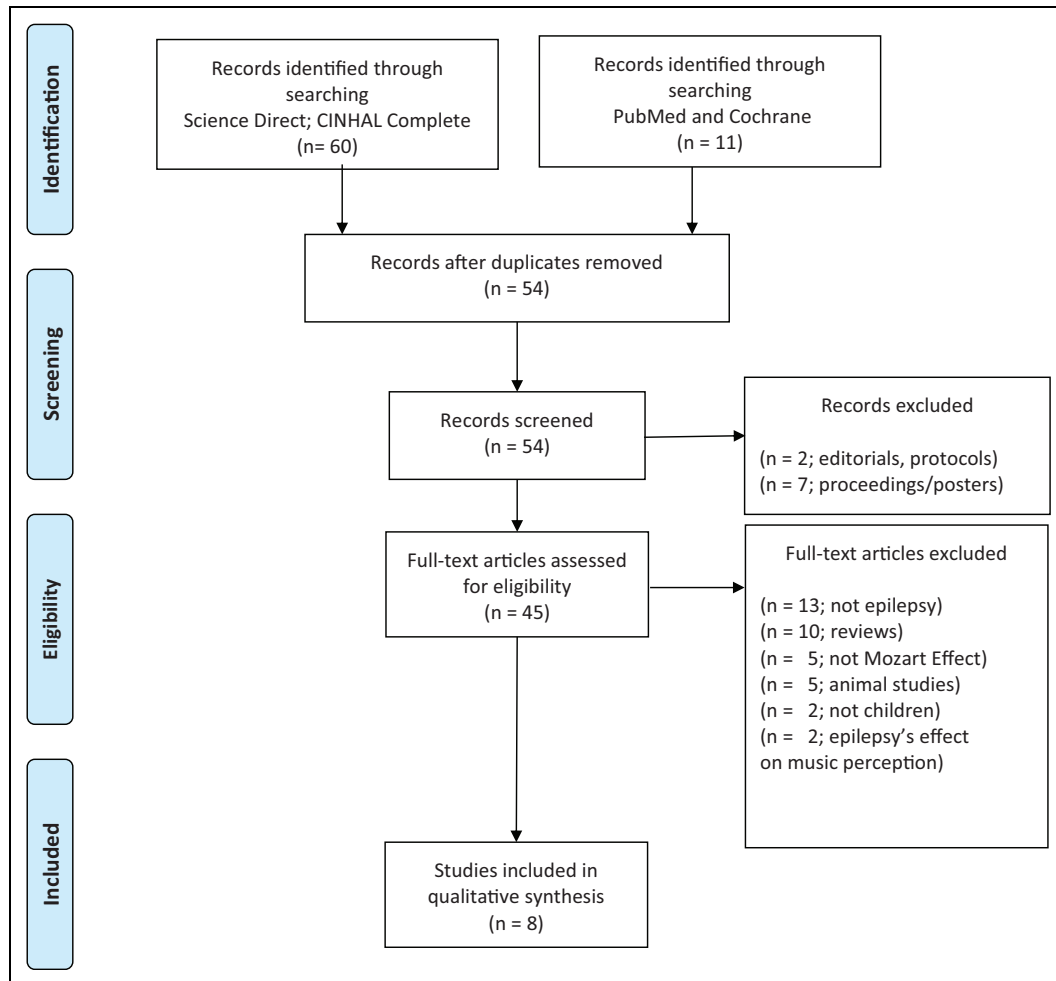 Identification
Records identified through
searching
Science Direct; CINHAL Complete
(n= 60)
Records identified through
searching
PubMed and Cochrane
(n = 11)
Records after duplicates removed
(n = 54)
Screening
Records screened
(n = 54)
Records excluded
(n = 2; editorials, protocols)
(n = 7; proceedings/posters)
Eligibility
Full-text articles assessed
for eligibility
(n = 45)
Full-text articles excluded
(n = 13; not epilepsy)
(n = 10; reviews)
(n = 5; not Mozart Effect)
(n = 5; animal studies)
(n = 2; not children)
(n = 2; epilepsy's effect
on music perception)
Included
Studies included in
qualitative synthesis
(n = 8)